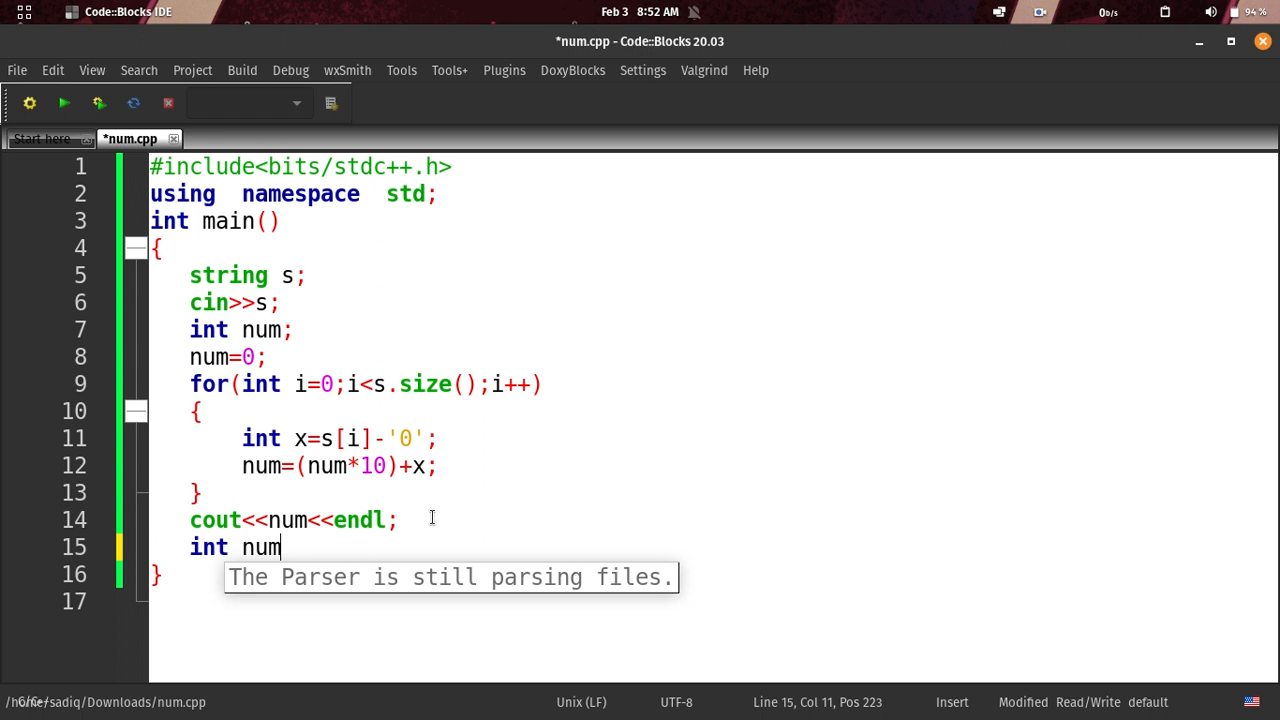 Code::Blocks IDE Feb 3 8:52 AM 0b/s 94 %
*num.cpp - Code::Blocks 20.03
File Edit View Search Project Build Debug wxSmith Tools Tools+ Plugins DoxyBlocks Settings Valgrind Help
Start here *num.cpp
1 #include<bits/stdc++.h>
2 using namespace std;
3 int main()
4 {
5 string s;
6 cin>>s;
7 int num;
8 num=0;
9 for(int i=0;i<s.size();i++)
10 {
11 int x=s[i]-'0';
12 num=(num*10)+x;
13 }
14 cout<<num<<endl;
15 int num
The Parser is still parsing files.
16 }
17
/home/sadiq/Downloads/num.cpp C/C++ Unix (LF) UTF-8 Line 15, Col 11, Pos 223 Insert Modified Read/Write default